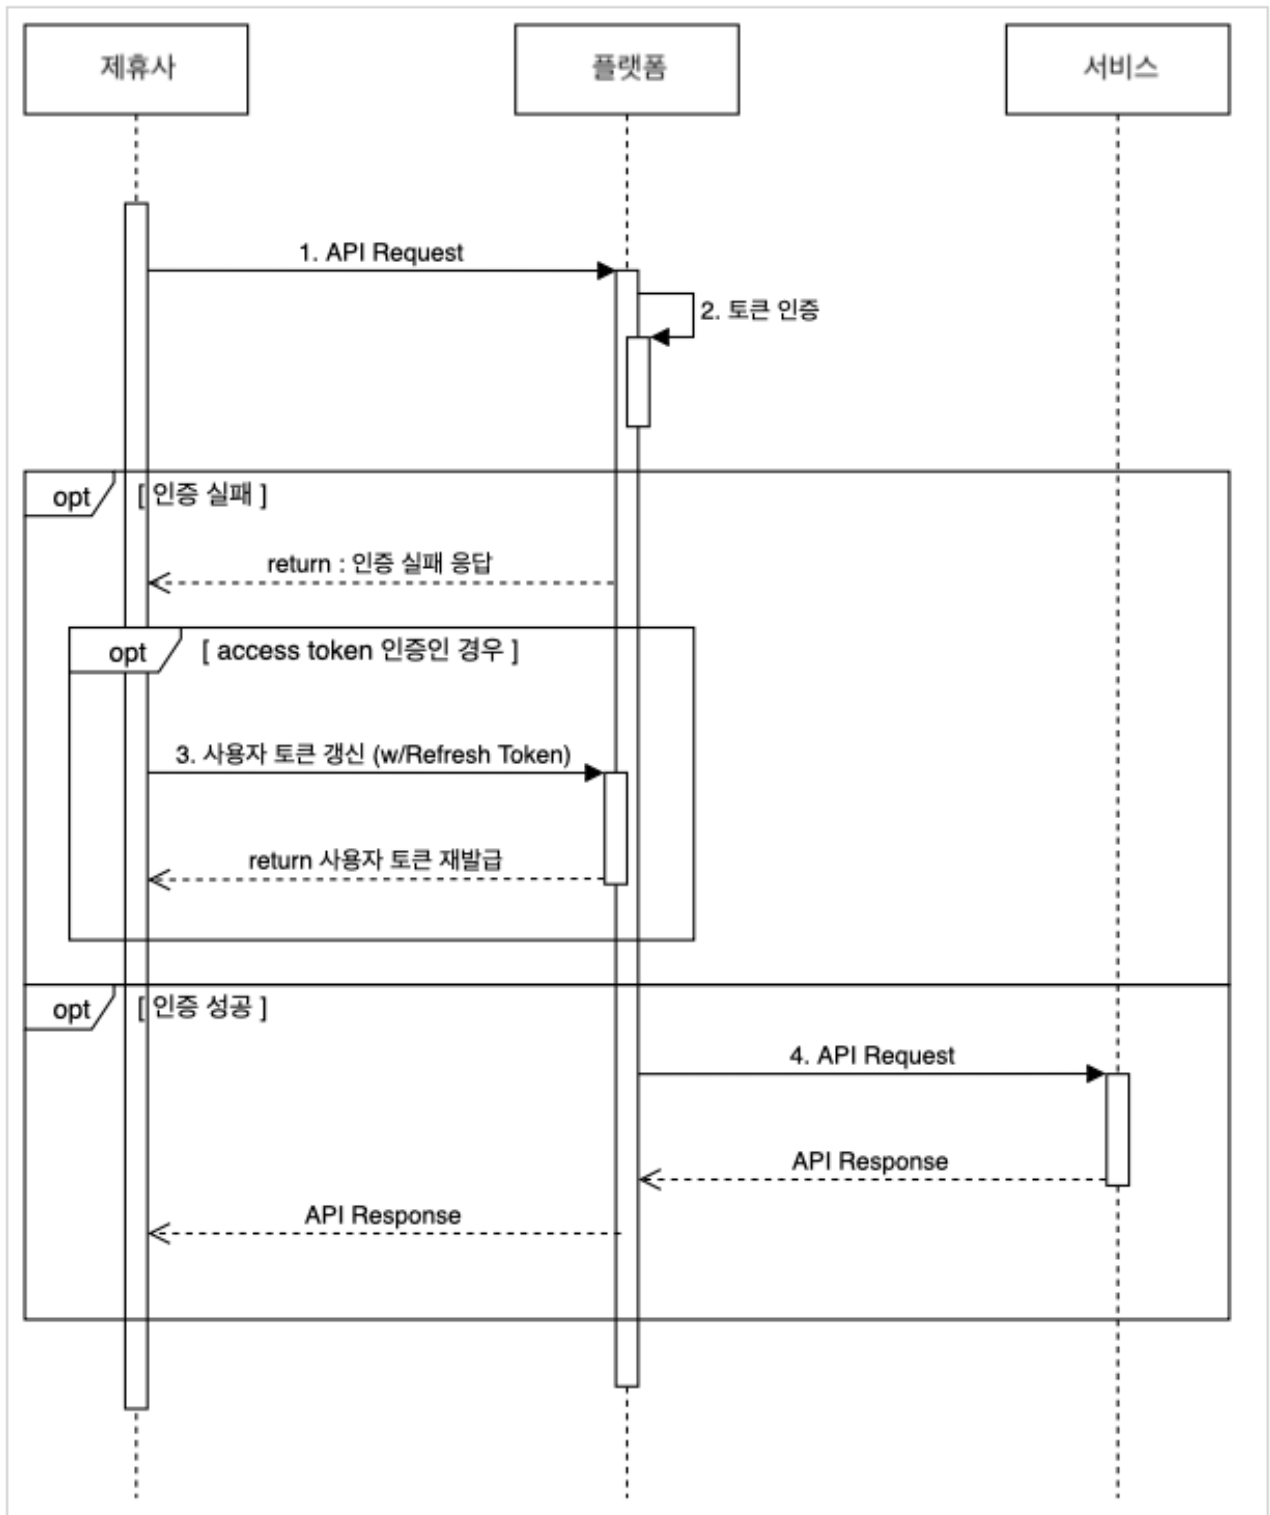 제휴사
플랫폼
서비스
1. API Request
2. 토큰 인증
opt
[ 인증 실패 ]
return : 인증 실패 응답
opt
[ access token 인증인 경우 ]
3. 사용자 토큰 갱신 (w/Refresh Token)
return 사용자 토큰 재발급
opt
[ 인증 성공 ]
4. API Request
API Response
API Response